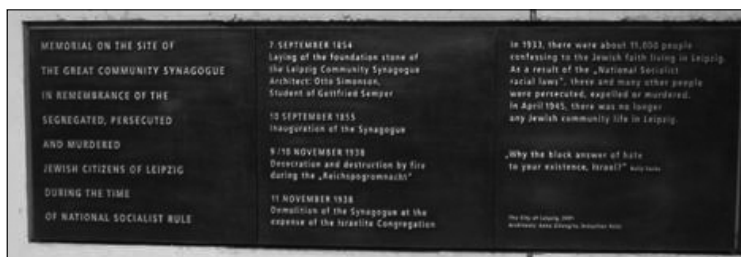 MEMORIAL ON THE SITE OF
THE GREAT COMMUNITY SYNAGOGUE
IN REMEMBRANCE OF THE
SEGREGATED, PERSECUTED
AND MURDERED
JEWISH CITIZENS OF LEIPZIG
DURING THE TIME
OF NATIONAL SOCIALIST RULE
7 SEPTEMBER 1854
Laying of the foundation stone of
the Leipzig Community Synagogue
Architect: Otto Simonson,
Student of Gottfried Semper
10 SEPTEMBER 1855
Inauguration of the Synagogue
9/10 NOVEMBER 1938
Desecration and destruction by fire
during the „Reichspogromnacht"
11 NOVEMBER 1938
Demolition of the Synagogue at the
expense of the Israelite Congregation
In 1933, there were about 11,000 people
confessing to the Jewish faith living in Leipzig.
As a result of the „National Socialist
racial laws", these and many other people
were persecuted, expelled or murdered.
In April 1945, there was no longer
any Jewish community life in Leipzig.
„Why the black answer of hate
to your existence, Israel?" Nelly Sachs
The City of Leipzig, 2001